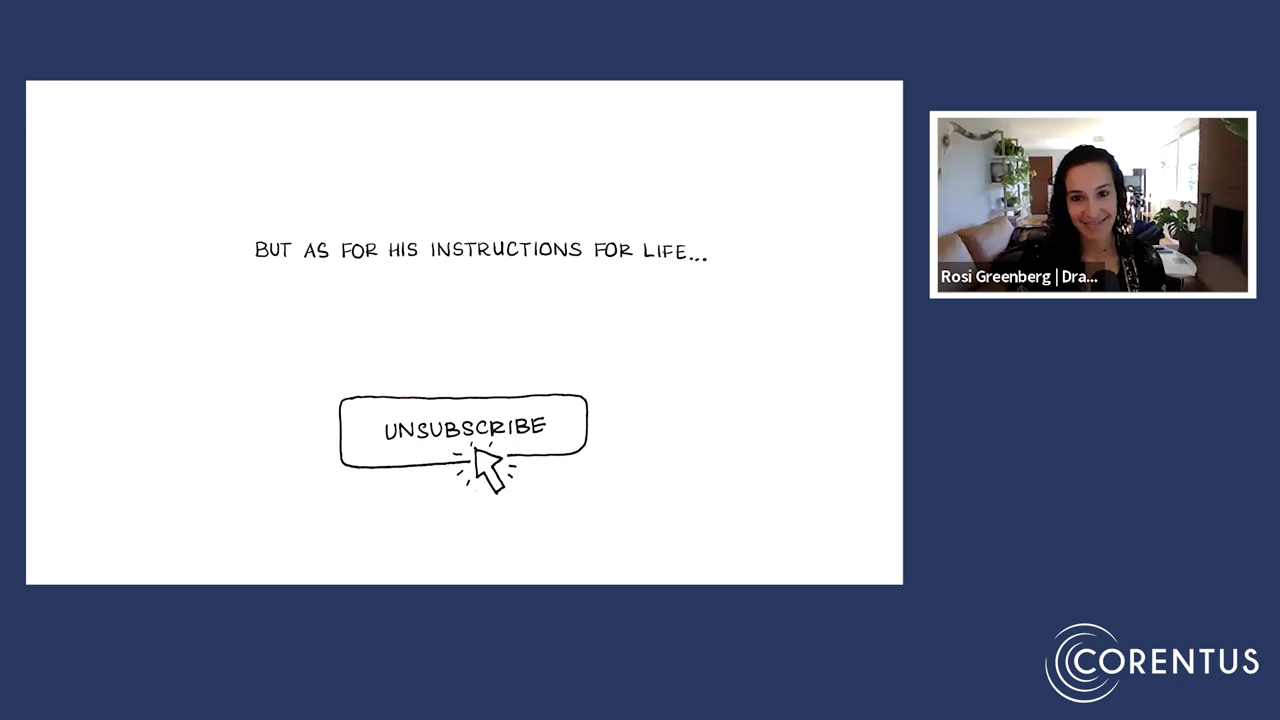 BUT AS FOR HIS INSTRUCTIONS FOR LIFE...
UNSUBSCRIBE
Rosi Greenberg | Dra...
CORENTUS